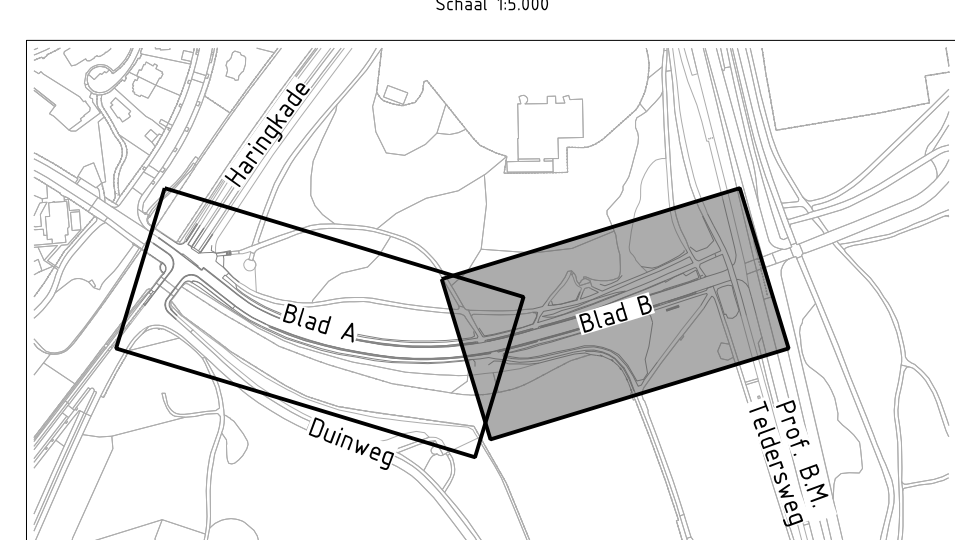 Schaal 1:5.000
Haringkade
Blad A
Blad B
Duinweg
Prof. B.M.
Teldersweg